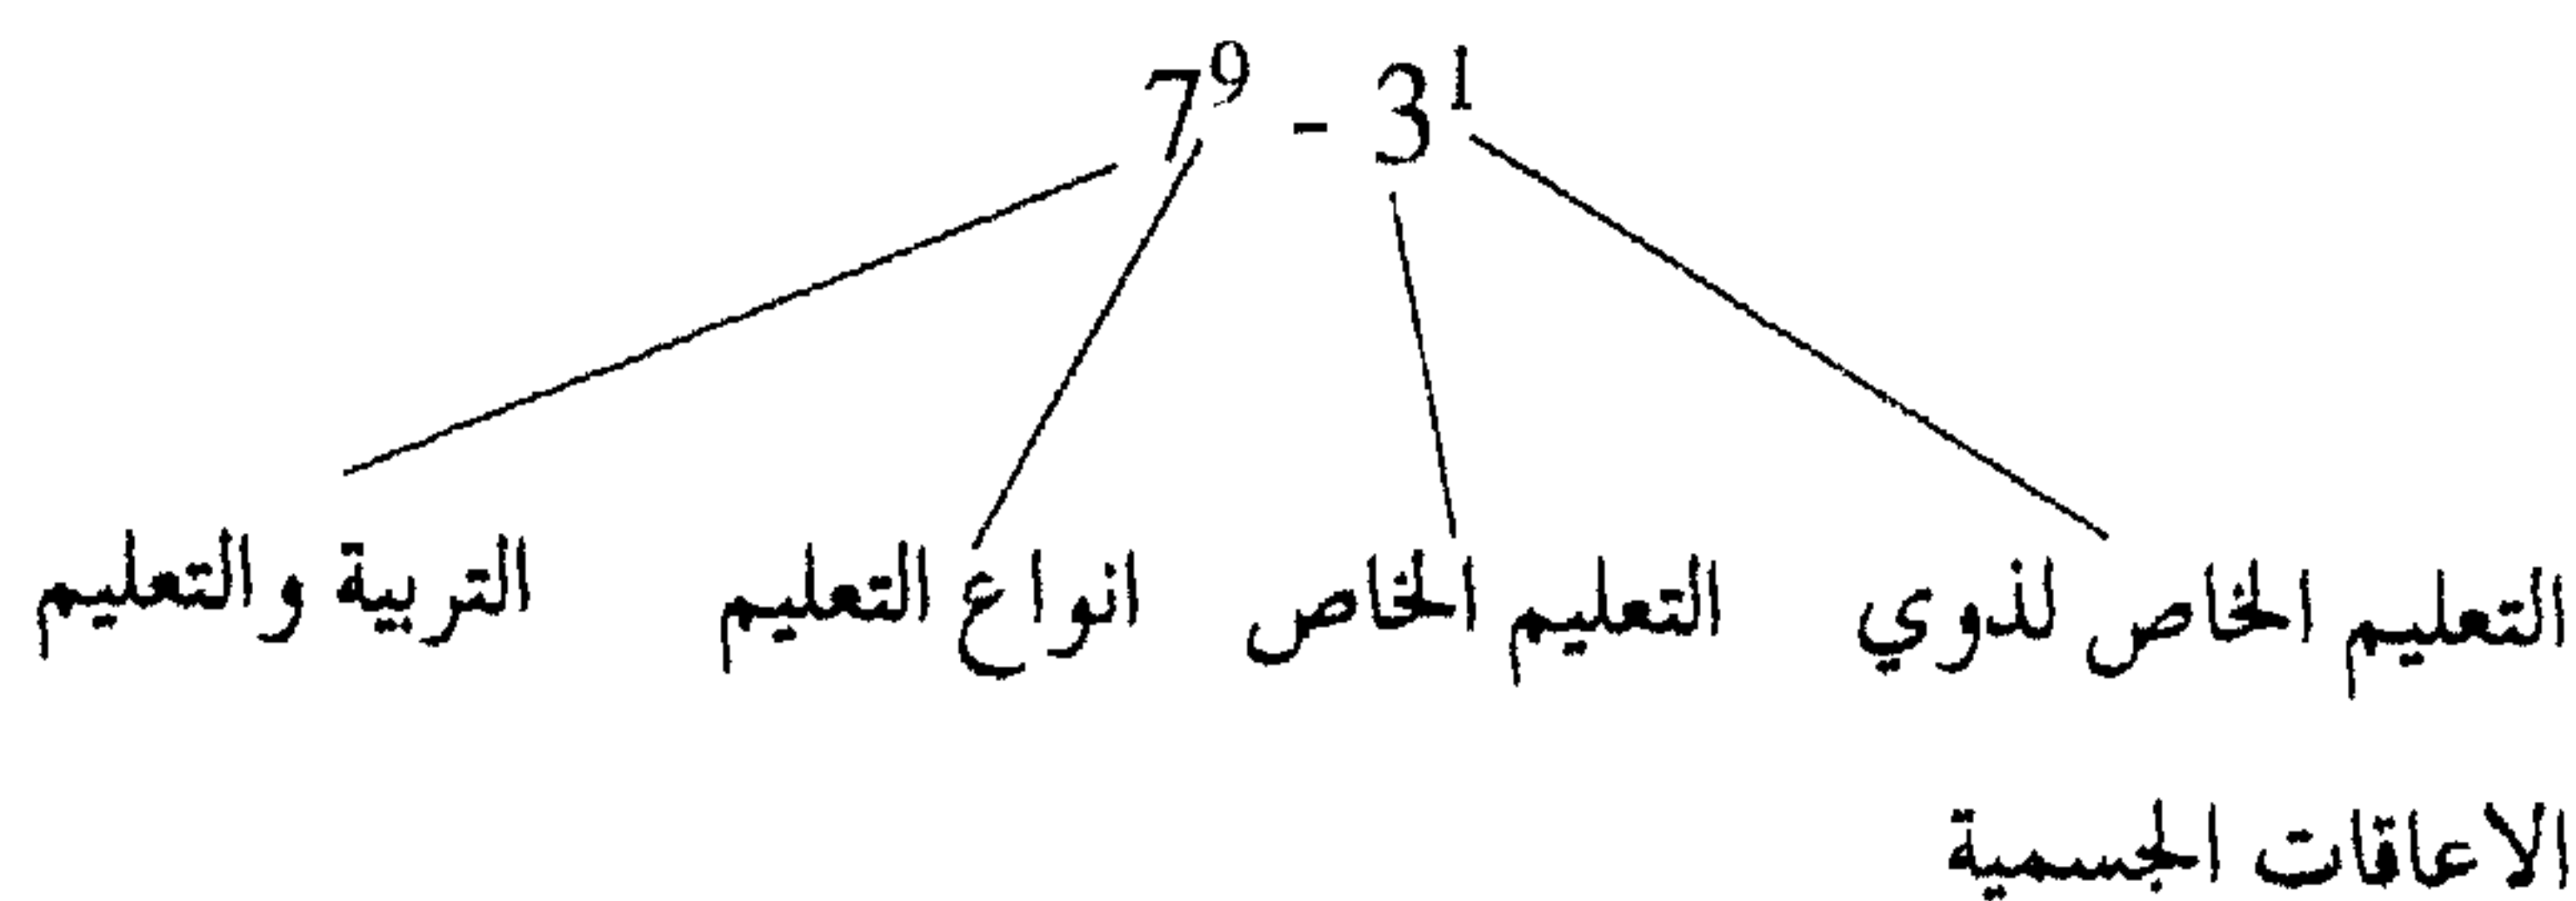 7⁹ - 3¹
التربية والتعليم
انواع التعليم
التعليم الخاص
التعليم الخاص لذوي
الاعاقات الجسمية